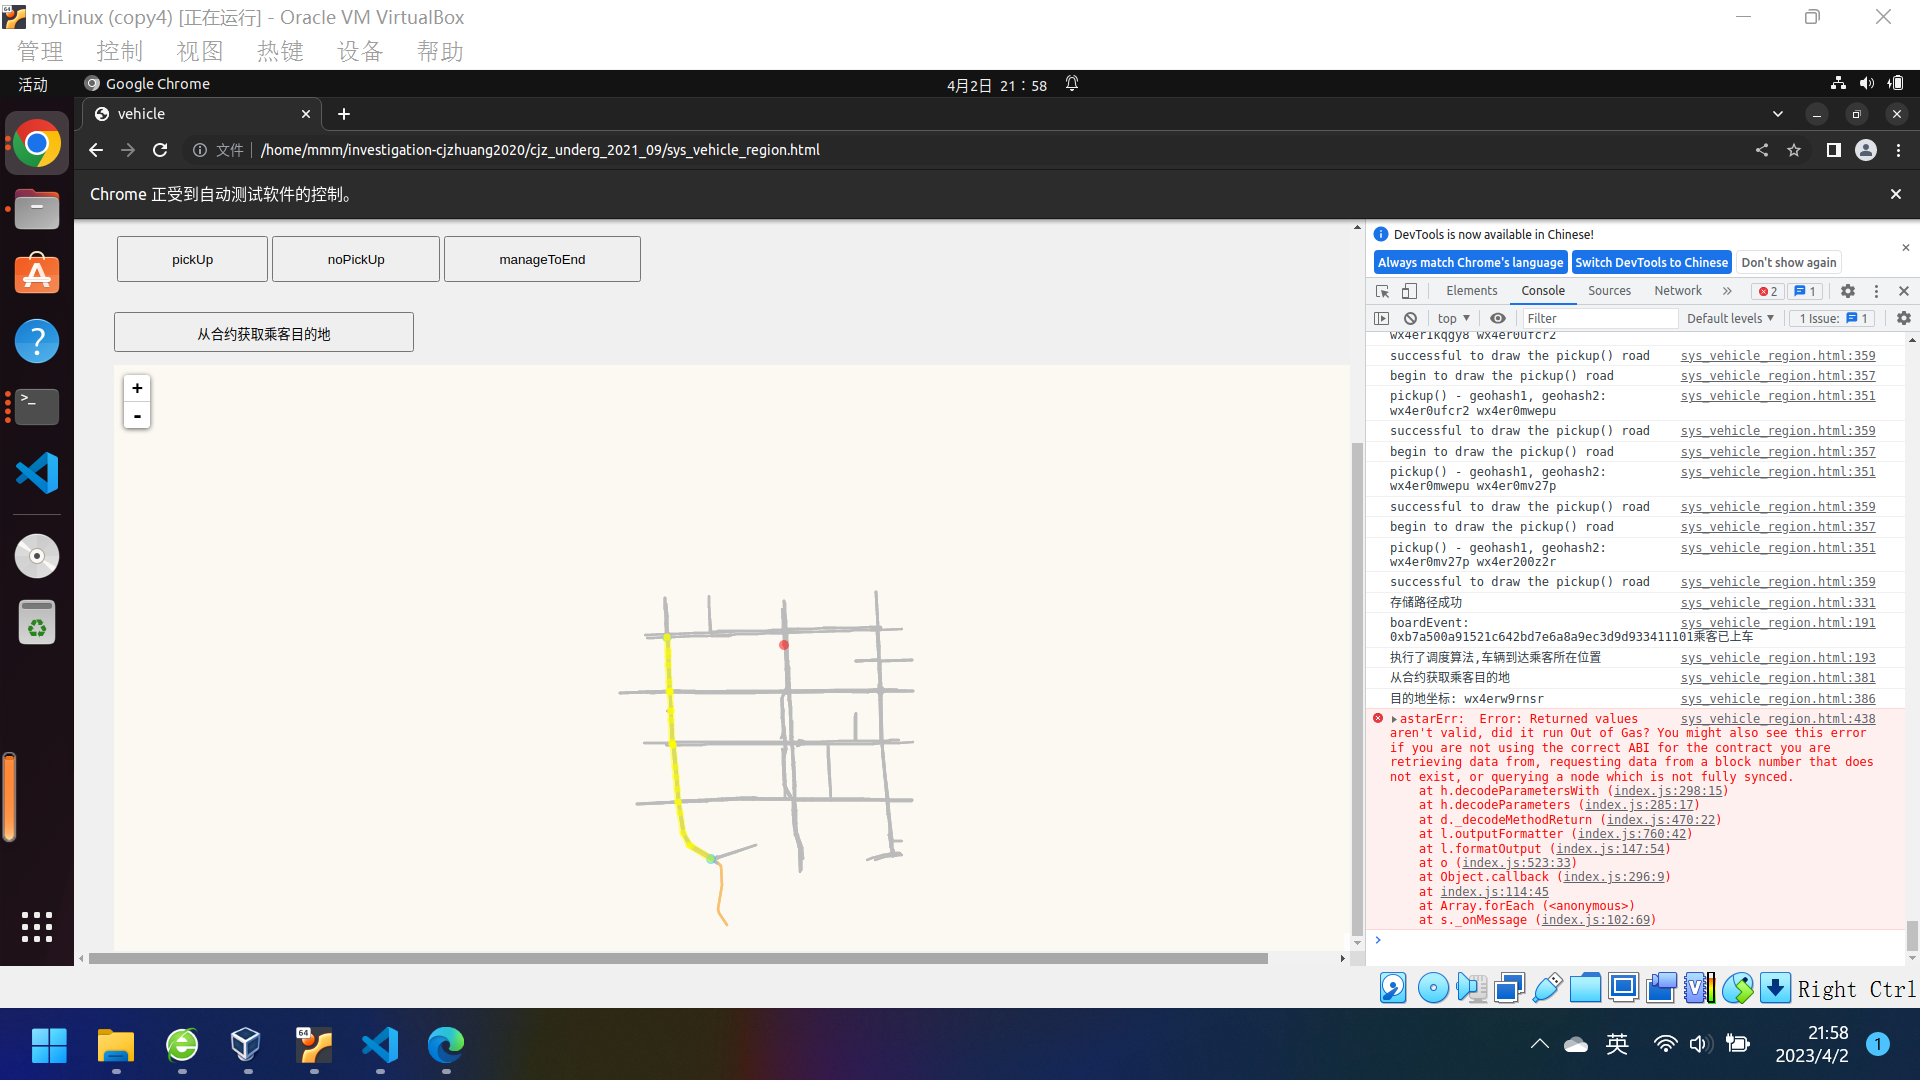 myLinux (copy4) [正在运行] - Oracle VM VirtualBox
管理 控制 视图 热键 设备 帮助
活动 Google Chrome 4月2日 21：58
vehicle
文件 /home/mmm/investigation-cjzhuang2020/cjz_underg_2021_09/sys_vehicle_region.html
Chrome 正受到自动测试软件的控制。
pickUp noPickUp manageToEnd
从合约获取乘客目的地
+
-
DevTools is now available in Chinese!
Always match Chrome's language Switch DevTools to Chinese Don't show again
Elements Console Sources Network » 2 1
top Filter Default levels 1 Issue: 1
wx4er1kqgy8 wx4er0ufcr2
successful to draw the pickup() road sys_vehicle_region.html:359
begin to draw the pickup() road sys_vehicle_region.html:357
pickup() - geohash1, geohash2: sys_vehicle_region.html:351
wx4er0ufcr2 wx4er0mwepu
successful to draw the pickup() road sys_vehicle_region.html:359
begin to draw the pickup() road sys_vehicle_region.html:357
pickup() - geohash1, geohash2: sys_vehicle_region.html:351
wx4er0mwepu wx4er0mv27p
successful to draw the pickup() road sys_vehicle_region.html:359
begin to draw the pickup() road sys_vehicle_region.html:357
pickup() - geohash1, geohash2: sys_vehicle_region.html:351
wx4er0mv27p wx4er200z2r
successful to draw the pickup() road sys_vehicle_region.html:359
存储路径成功 sys_vehicle_region.html:331
boardEvent: sys_vehicle_region.html:191
0xb7a500a91521c642bd7e6a8a9ec3d9d933411101乘客已上车
执行了调度算法,车辆到达乘客所在位置 sys_vehicle_region.html:193
从合约获取乘客目的地 sys_vehicle_region.html:381
目的地坐标: wx4erw9rnsr sys_vehicle_region.html:386
astarErr: Error: Returned values sys_vehicle_region.html:438
aren't valid, did it run Out of Gas? You might also see this error
if you are not using the correct ABI for the contract you are
retrieving data from, requesting data from a block number that does
not exist, or querying a node which is not fully synced.
at h.decodeParametersWith (index.js:298:15)
at h.decodeParameters (index.js:285:17)
at d._decodeMethodReturn (index.js:470:22)
at l.outputFormatter (index.js:760:42)
at l.formatOutput (index.js:147:54)
at o (index.js:523:33)
at Object.callback (index.js:296:9)
at index.js:114:45
at Array.forEach (<anonymous>)
at s._onMessage (index.js:102:69)
Right Ctrl
64
英
21:58
2023/4/2
1